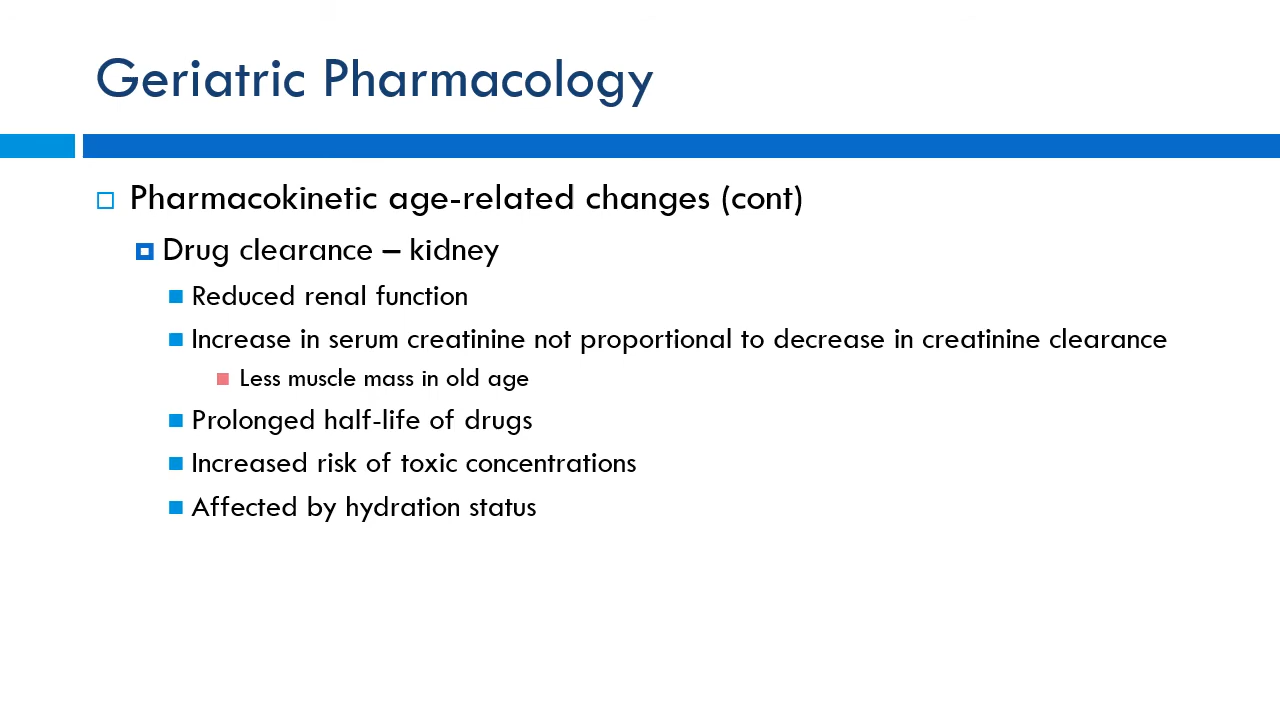 Geriatric Pharmacology
Pharmacokinetic age-related changes (cont)
Drug clearance – kidney
Reduced renal function
Increase in serum creatinine not proportional to decrease in creatinine clearance
Less muscle mass in old age
Prolonged half-life of drugs
Increased risk of toxic concentrations
Affected by hydration status